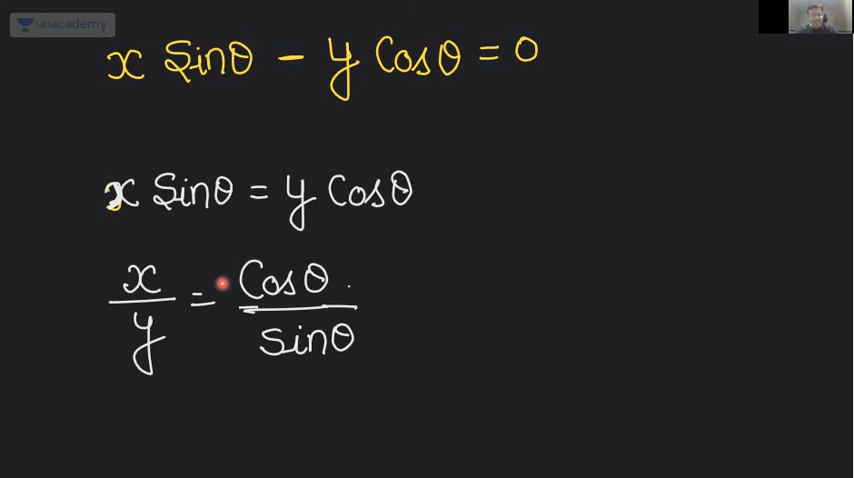 unacademy
x Sinθ - y Cosθ = 0
x Sinθ = y Cosθ
x/y = Cosθ/sinθ